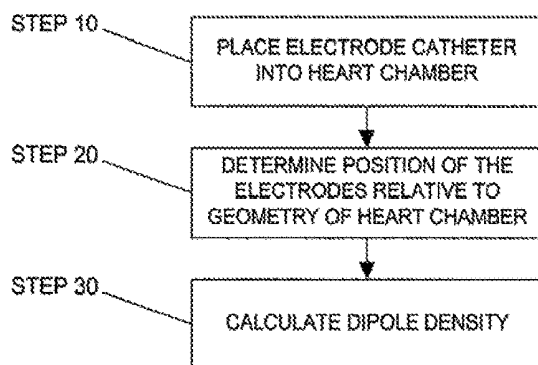 STEP 10
PLACE ELECTRODE CATHETER
INTO HEART CHAMBER
STEP 20
DETERMINE POSITION OF THE
ELECTRODES RELATIVE TO
GEOMETRY OF HEART CHAMBER
STEP 30
CALCULATE DIPOLE DENSITY